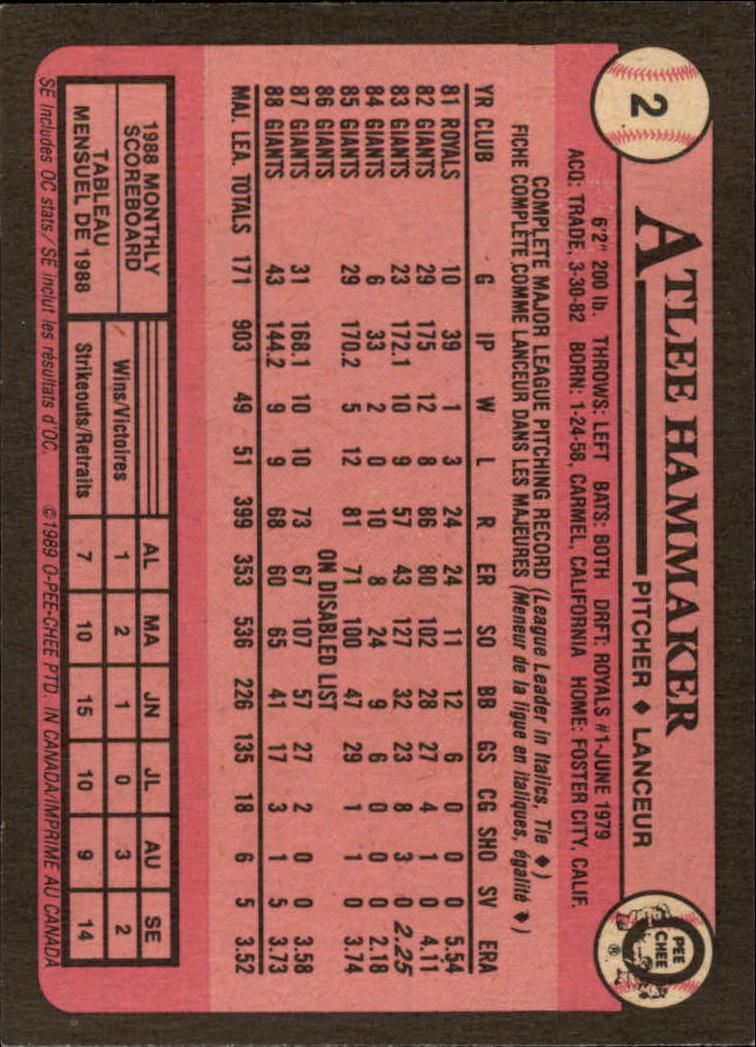 2
ATLEE HAMMAKER
PITCHER ♦ LANCEUR
O PEE CHEE ®
6'2" 200 lb. THROWS: LEFT BATS: BOTH DRFT: ROYALS #1-JUNE 1979
ACQ: TRADE, 3-30-82 BORN: 1-24-58, CARMEL, CALIFORNIA HOME: FOSTER CITY, CALIF.
COMPLETE MAJOR LEAGUE PITCHING RECORD (League Leader in Italics, Tie ♦)
FICHE COMPLÈTE COMME LANCEUR DANS LES MAJEURES (Meneur de la ligue en italiques, égalité ♦)
YR CLUB G IP W L R ER SO BB GS CG SHO SV ERA
81 ROYALS 10 39 1 3 24 24 11 12 6 0 0 0 5.54
82 GIANTS 29 175 12 8 86 80 102 28 27 4 1 0 4.11
83 GIANTS 23 172.1 10 9 57 43 127 32 23 8 3 0 2.25
84 GIANTS 6 33 2 0 10 8 24 9 6 0 0 0 2.18
85 GIANTS 29 170.2 5 12 81 71 100 47 29 1 1 0 3.74
86 GIANTS ON DISABLED LIST
87 GIANTS 31 168.1 10 10 73 67 107 57 27 2 0 0 3.58
88 GIANTS 43 144.2 9 9 68 60 65 41 17 3 1 5 3.73
MAJ. LEA. TOTALS 171 903 49 51 399 353 536 226 135 18 6 5 3.52
1988 MONTHLY SCOREBOARD
TABLEAU MENSUEL DE 1988
AL MA JN JL AU SE
Wins/Victoires 1 2 1 0 3 2
Strikeouts/Retraits 7 10 15 10 9 14
SE Includes OC stats / SE inclut les résultats d'OC. ©1989 O-PEE-CHEE PTD. IN CANADA/IMPRIME AU CANADA